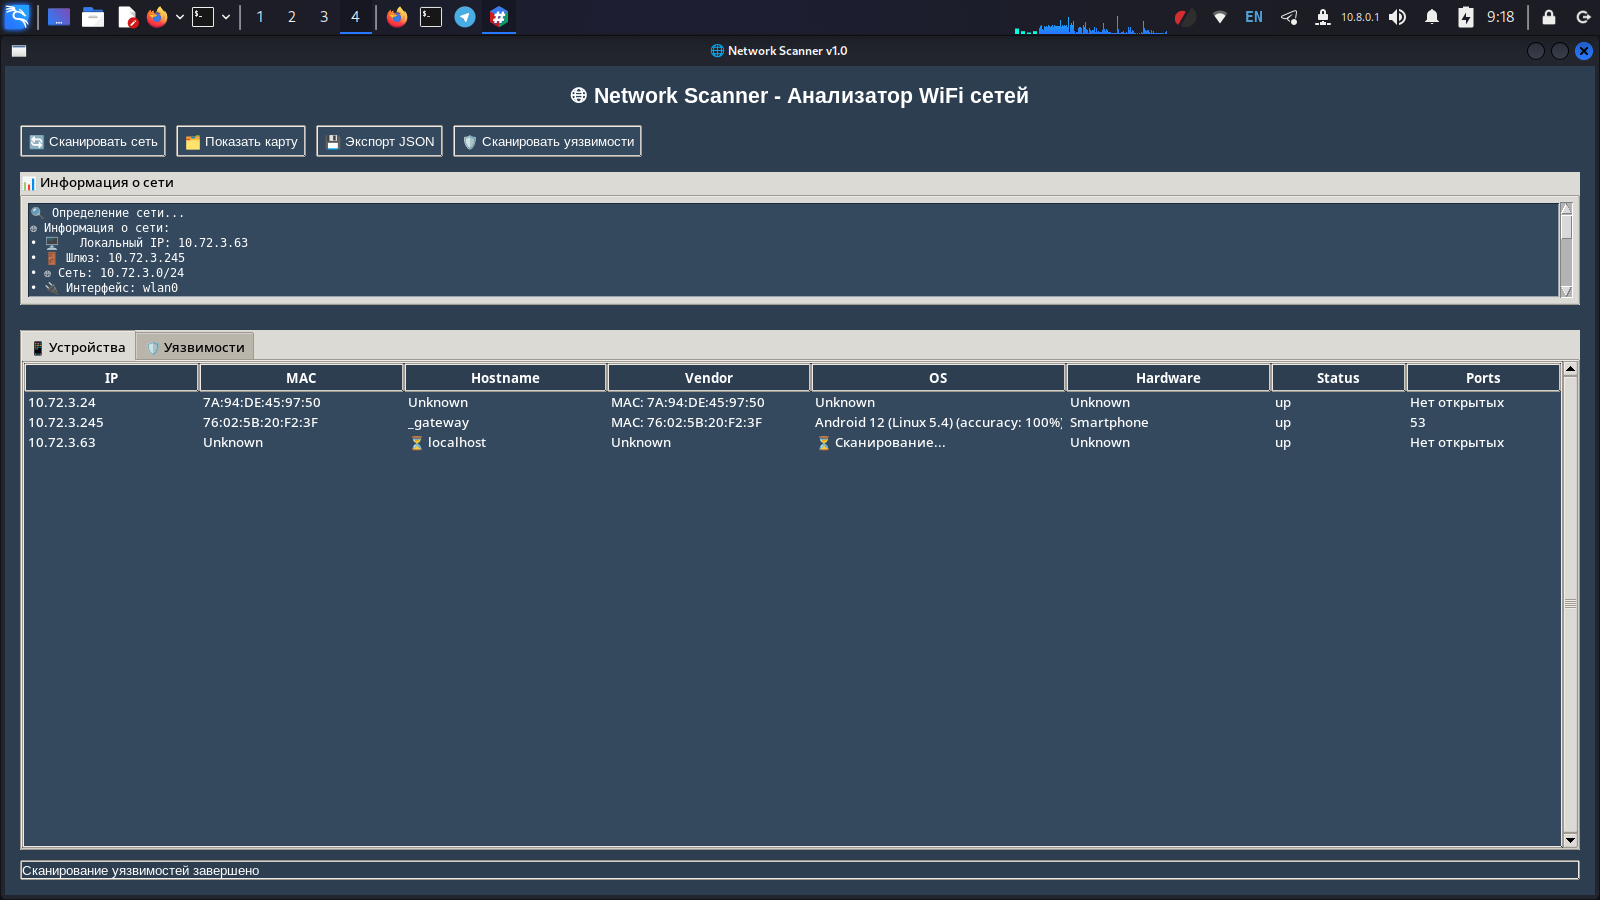 1 2 3 4 EN 10.8.0.1 9:18
Network Scanner v1.0
Network Scanner - Анализатор WiFi сетей
Сканировать сеть Показать карту Экспорт JSON Сканировать уязвимости
Информация о сети
Определение сети...
Информация о сети:
• Локальный IP: 10.72.3.63
• Шлюз: 10.72.3.245
• Сеть: 10.72.3.0/24
• Интерфейс: wlan0
Устройства Уязвимости
IP MAC Hostname Vendor OS Hardware Status Ports
10.72.3.24 7A:94:DE:45:97:50 Unknown MAC: 7A:94:DE:45:97:50 Unknown Unknown up Нет открытых
10.72.3.245 76:02:5B:20:F2:3F _gateway MAC: 76:02:5B:20:F2:3F Android 12 (Linux 5.4) (accuracy: 100%) Smartphone up 53
10.72.3.63 Unknown localhost Unknown Сканирование... Unknown up Нет открытых
Сканирование уязвимостей завершено